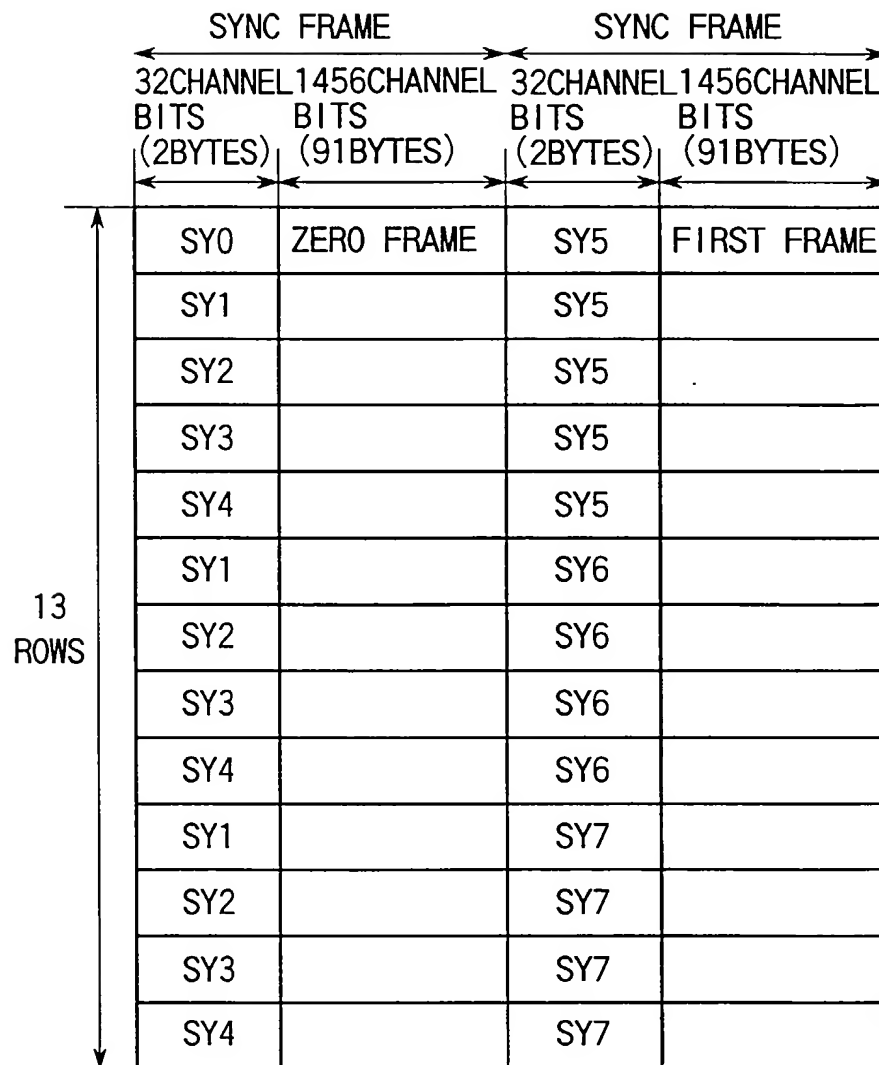 SYNC FRAME SYNC FRAME
32CHANNEL 1456CHANNEL 32CHANNEL 1456CHANNEL
BITS BITS BITS BITS
(2BYTES) (91BYTES) (2BYTES) (91BYTES)
SY0 ZERO FRAME SY5 FIRST FRAME
SY1 SY5
SY2 SY5
SY3 SY5
SY4 SY5
SY1 SY6
13
ROWS
SY2 SY6
SY3 SY6
SY4 SY6
SY1 SY7
SY2 SY7
SY3 SY7
SY4 SY7